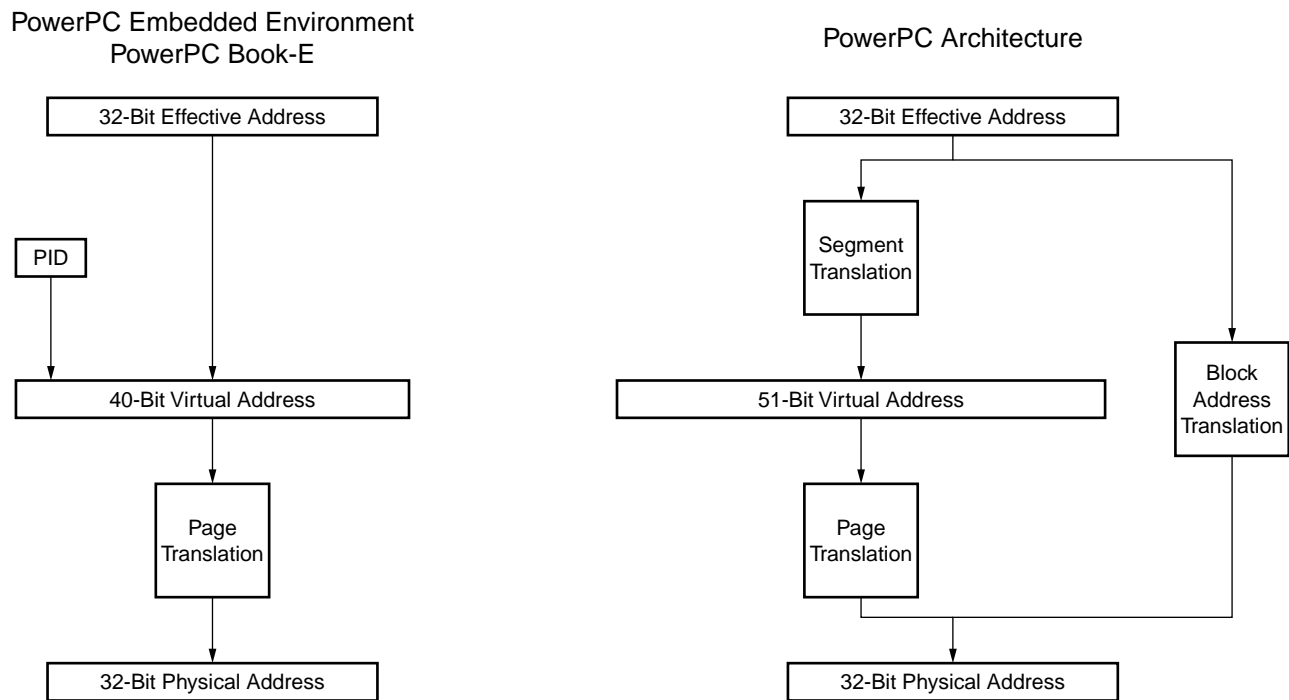 PowerPC Embedded Environment
PowerPC Book-E
32-Bit Effective Address
PID
40-Bit Virtual Address
Page
Translation
32-Bit Physical Address
PowerPC Architecture
32-Bit Effective Address
Segment
Translation
51-Bit Virtual Address
Block
Address
Translation
Page
Translation
32-Bit Physical Address